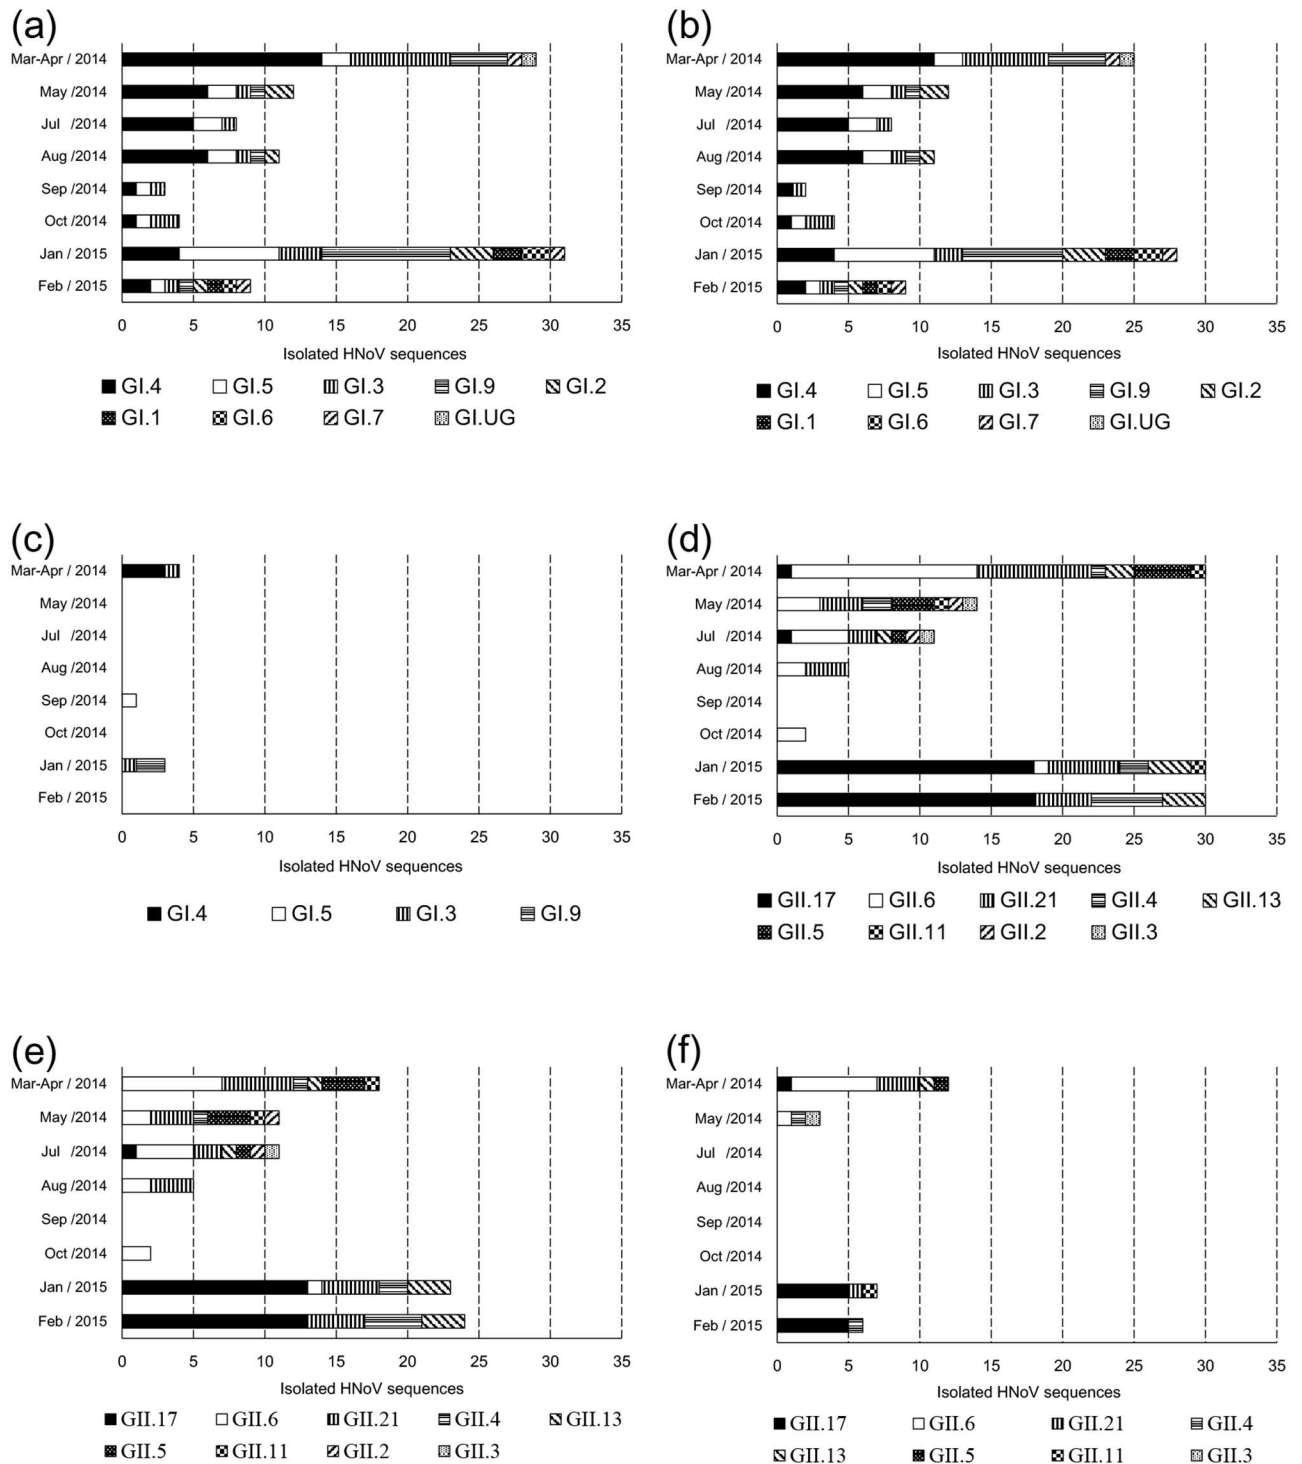 (a)
Mar-Apr / 2014
May /2014
Jul /2014
Aug /2014
Sep /2014
Oct /2014
Jan / 2015
Feb / 2015
0 5 10 15 20 25 30 35
Isolated HNoV sequences
GI.4 GI.5 GI.3 GI.9 GI.2
GI.1 GI.6 GI.7 GI.UG
(b)
Mar-Apr / 2014
May /2014
Jul /2014
Aug /2014
Sep /2014
Oct /2014
Jan / 2015
Feb / 2015
0 5 10 15 20 25 30 35
Isolated HNoV sequences
GI.4 GI.5 GI.3 GI.9 GI.2
GI.1 GI.6 GI.7 GI.UG
(c)
Mar-Apr / 2014
May /2014
Jul /2014
Aug /2014
Sep /2014
Oct /2014
Jan / 2015
Feb / 2015
0 5 10 15 20 25 30 35
Isolated HNoV sequences
GI.4 GI.5 GI.3 GI.9
(d)
Mar-Apr / 2014
May /2014
Jul /2014
Aug /2014
Sep /2014
Oct /2014
Jan / 2015
Feb / 2015
0 5 10 15 20 25 30 35
Isolated HNoV sequences
GII.17 GII.6 GII.21 GII.4 GII.13
GII.5 GII.11 GII.2 GII.3
(e)
Mar-Apr / 2014
May /2014
Jul /2014
Aug /2014
Sep /2014
Oct /2014
Jan / 2015
Feb / 2015
0 5 10 15 20 25 30 35
Isolated HNoV sequences
GII.17 GII.6 GII.21 GII.4 GII.13
GII.5 GII.11 GII.2 GII.3
(f)
Mar-Apr / 2014
May /2014
Jul /2014
Aug /2014
Sep /2014
Oct /2014
Jan / 2015
Feb / 2015
0 5 10 15 20 25 30 35
Isolated HNoV sequences
GII.17 GII.6 GII.21 GII.4
GII.13 GII.5 GII.11 GII.3